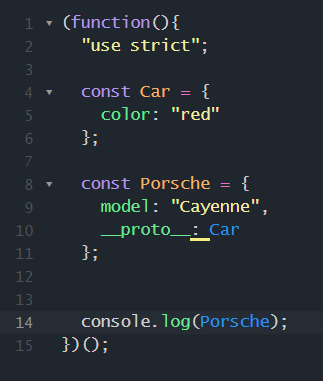 1 ▾ (function(){
2 "use strict";
3
4 ▾ const Car = {
5 color: "red"
6 };
7
8 ▾ const Porsche = {
9 model: "Cayenne",
10 __proto__: Car
11 };
12
13
14 console.log(Porsche);
15 })();